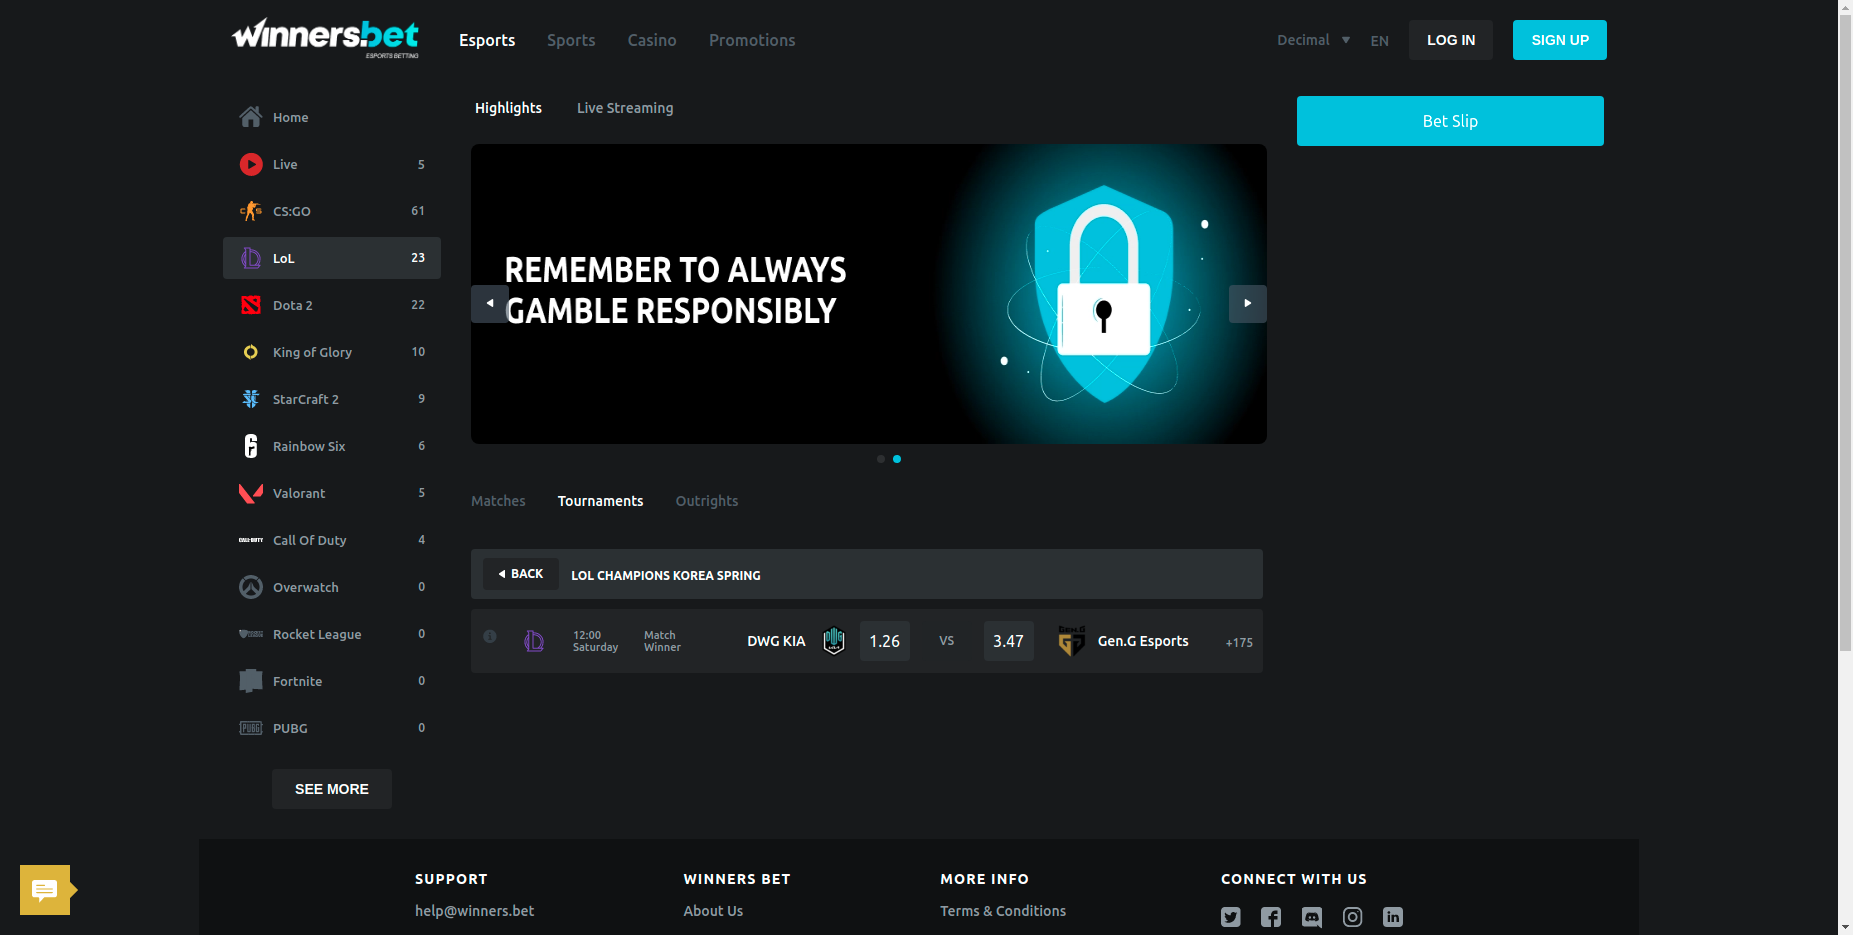 winners.bet
ESPORTS BETTING
Esports
Sports
Casino
Promotions
Decimal
EN
LOG IN
SIGN UP
Home
Live 5
CS:GO 61
LoL 23
Dota 2 22
King of Glory 10
StarCraft 2 9
Rainbow Six 6
Valorant 5
Call Of Duty 4
Overwatch 0
Rocket League 0
Fortnite 0
PUBG 0
SEE MORE
Highlights
Live Streaming
Bet Slip
REMEMBER TO ALWAYS
GAMBLE RESPONSIBLY
Matches
Tournaments
Outrights
BACK
LOL CHAMPIONS KOREA SPRING
12:00
Saturday
Match
Winner
DWG KIA
1.26
VS
3.47
GEN.G
Gen.G Esports
+175
SUPPORT
help@winners.bet
WINNERS BET
About Us
MORE INFO
Terms & Conditions
CONNECT WITH US